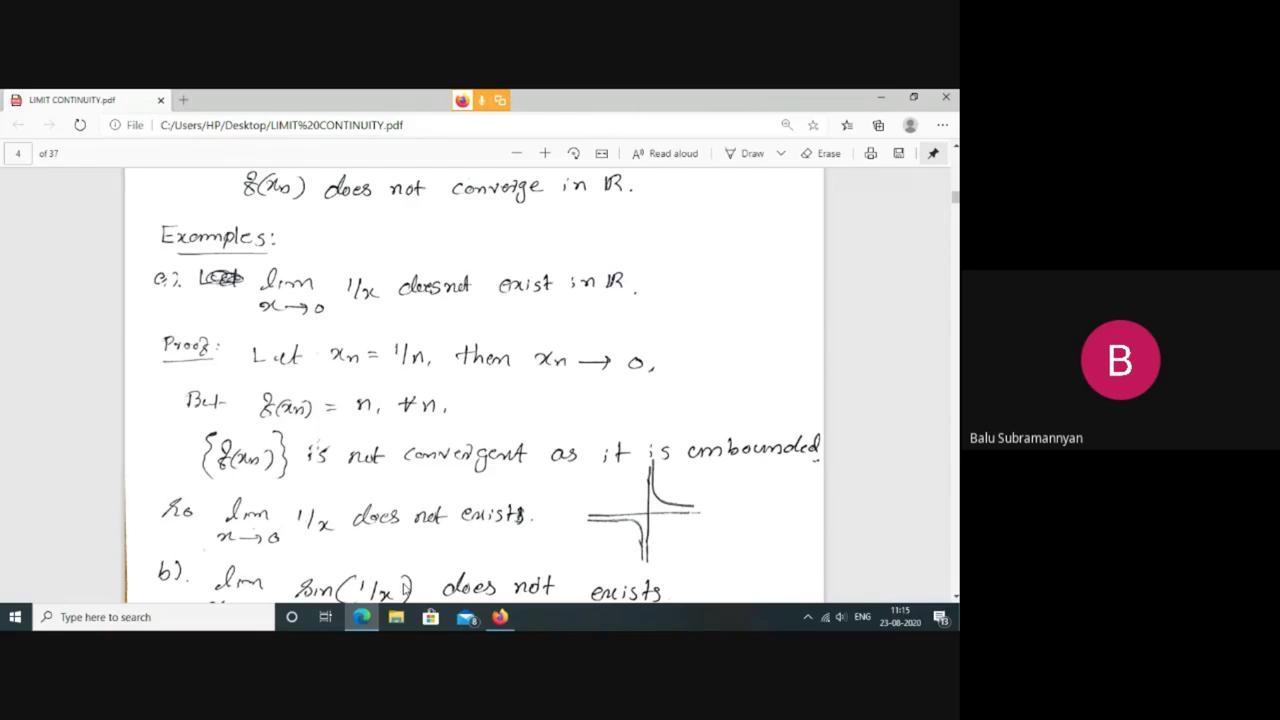 LIMIT CONTINUITY.pdf
File | C:/Users/HP/Desktop/LIMIT%20CONTINUITY.pdf
4 of 37
Read aloud
Draw
Erase
f(xn) does not converge in ℝ.
Examples:
a). lim x→0 1/x doesnot exist in ℝ.
Proof: Let xn = 1/n, then xn → 0,
But f(xn) = n, ∀n,
{f(xn)} is not convergent as it is unbounded
So lim x→0 1/x does not exists.
b). lim sin(1/x) does not exists.
B
Balu Subramannyan
Type here to search
8
ENG
11:15
23-08-2020
13